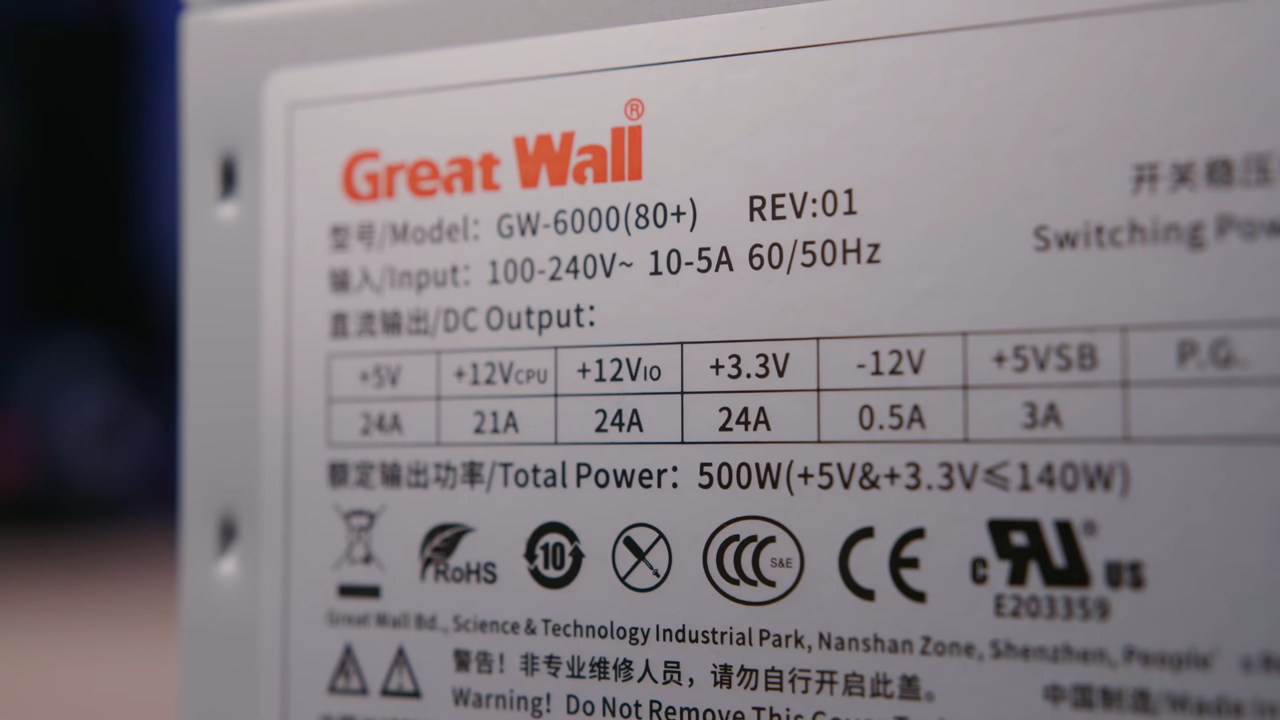 Great Wall®
型号/Model: GW-6000(80+) REV:01
开关稳压
输入/Input: 100-240V~ 10-5A 60/50Hz
Switching Pow
直流输出/DC Output:
+5V +12VCPU +12VIO +3.3V -12V +5VSB P.G.
24A 21A 24A 24A 0.5A 3A
额定输出功率/Total Power: 500W(+5V&+3.3V≤140W)
RoHS 10 CCC S&E CE c RU® US
E203359
Great Wall Bd., Science & Technology Industrial Park, Nanshan Zone, Shenzhen, People'
警告！非专业维修人员，请勿自行开启此盖。
中国制造/Made in
Warning! Do Not Remove This Cover